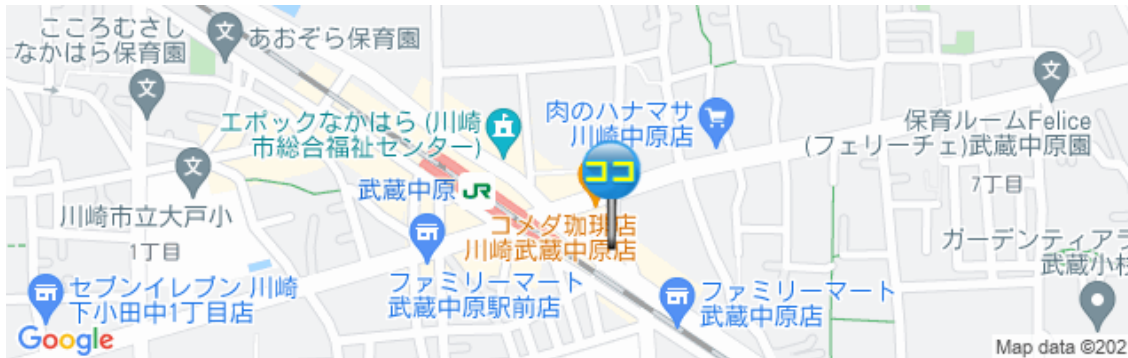 こころむさし
なかはら保育園
文
あおぞら保育園
文
エポックなかはら (川崎
市総合福祉センター)
肉のハナマサ
川崎中原店
文
保育ルームFelice
(フェリーチェ)武蔵中原園
7丁目
文
川崎市立大戸小
1丁目
武蔵中原 JR
ココ
コメダ珈琲店
川崎武蔵中原店
ファミリーマート
武蔵中原駅前店
セブンイレブン 川崎
下小田中1丁目店
ファミリーマート
武蔵中原店
ガーデンティアラ
武蔵小杉
Google
Map data ©202